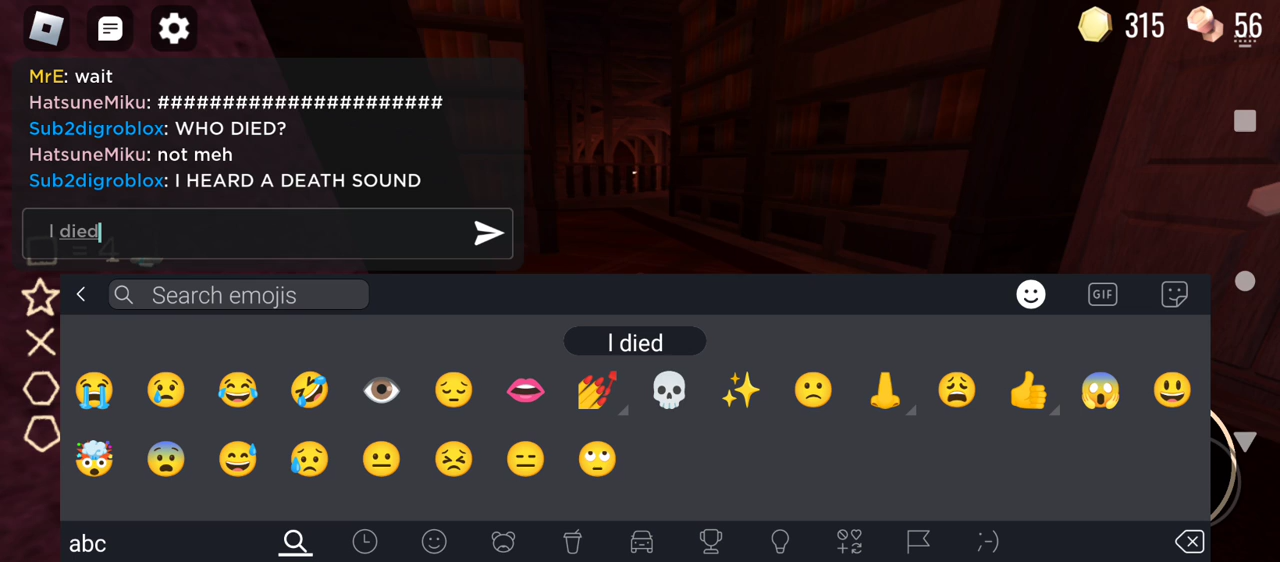 315
56
MrE: wait
HatsuneMiku: ######################
Sub2digroblox: WHO DIED?
HatsuneMiku: not meh
Sub2digroblox: I HEARD A DEATH SOUND
I died
= 4
Search emojis
GIF
I died
abc
;-)